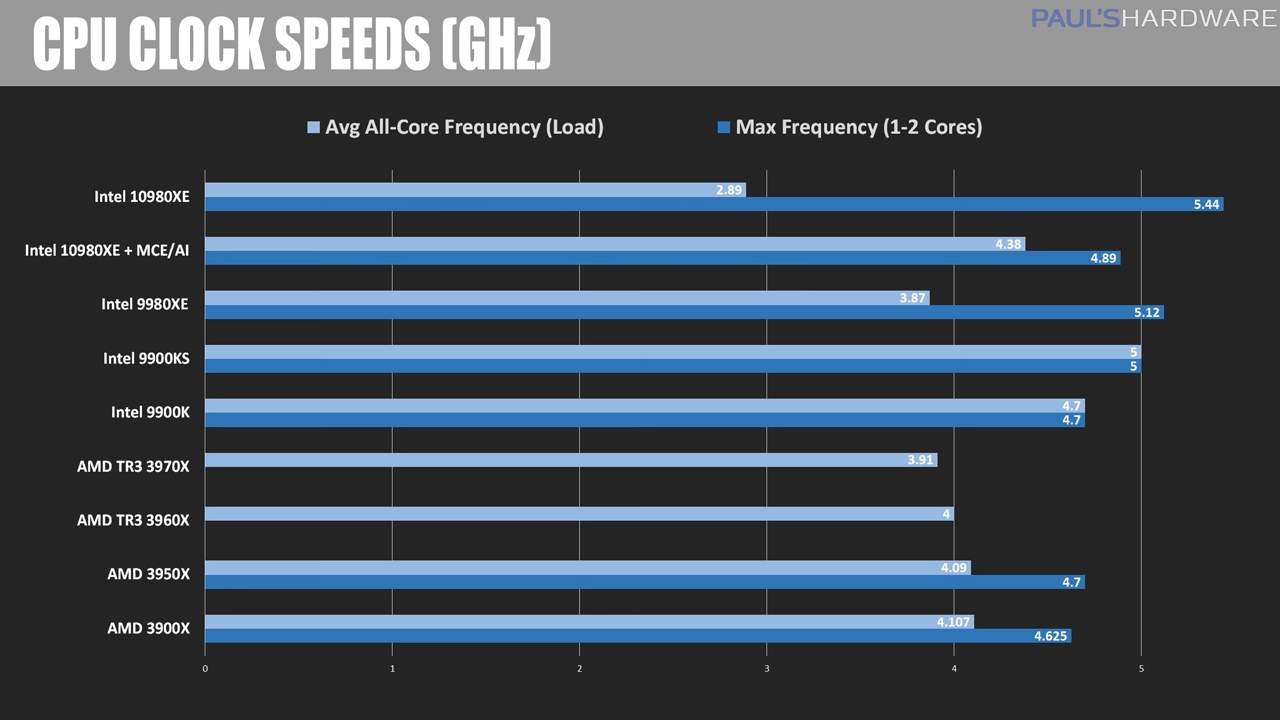 CPU CLOCK SPEEDS (GHz)
PAUL'SHARDWARE
Avg All-Core Frequency (Load) Max Frequency (1-2 Cores)
Intel 10980XE 2.89
5.44
Intel 10980XE + MCE/AI 4.38
4.89
Intel 9980XE 3.87
5.12
Intel 9900KS 5
5
Intel 9900K 4.7
4.7
AMD TR3 3970X 3.91
AMD TR3 3960X 4
AMD 3950X 4.09
4.7
AMD 3900X 4.107
4.625
0 1 2 3 4 5